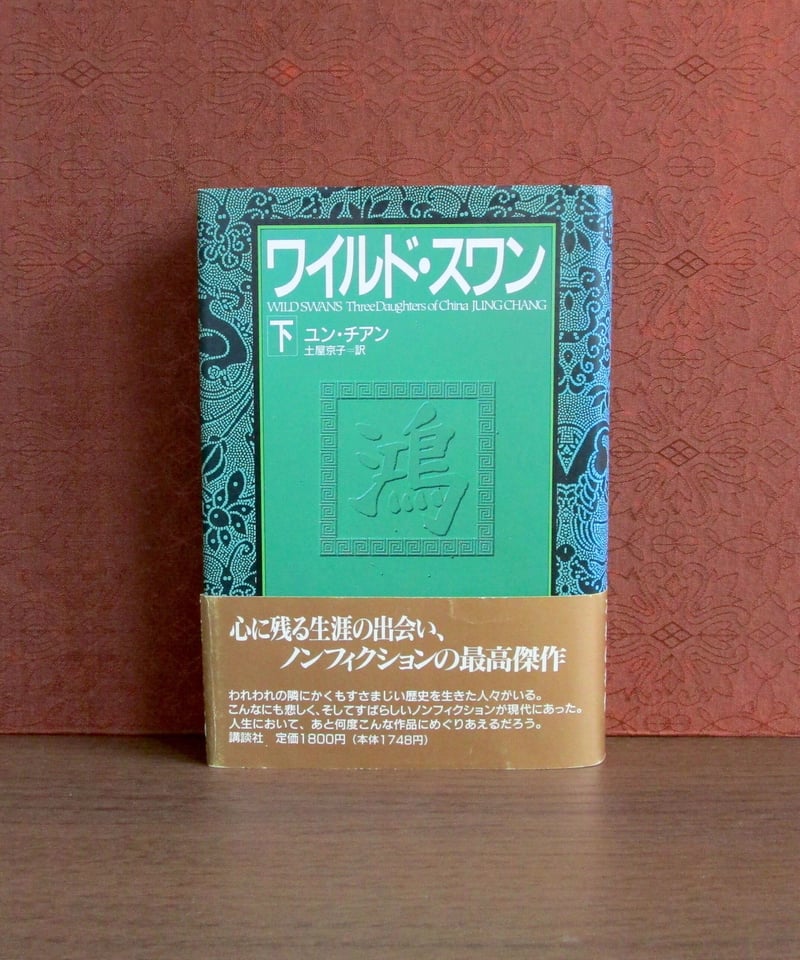 ワイルド・スワン
WILD SWANS Three Daughters of China JUNG CHANG
下
ユン・チアン
土屋京子=訳
鴻
心に残る生涯の出会い、
ノンフィクションの最高傑作
われわれの隣にかくもすさまじい歴史を生きた人々がいる。
こんなにも悲しく、そしてすばらしいノンフィクションが現代にあった。
人生において、あと何度こんな作品にめぐりあえるだろう。
講談社 定価1800円(本体1748円)